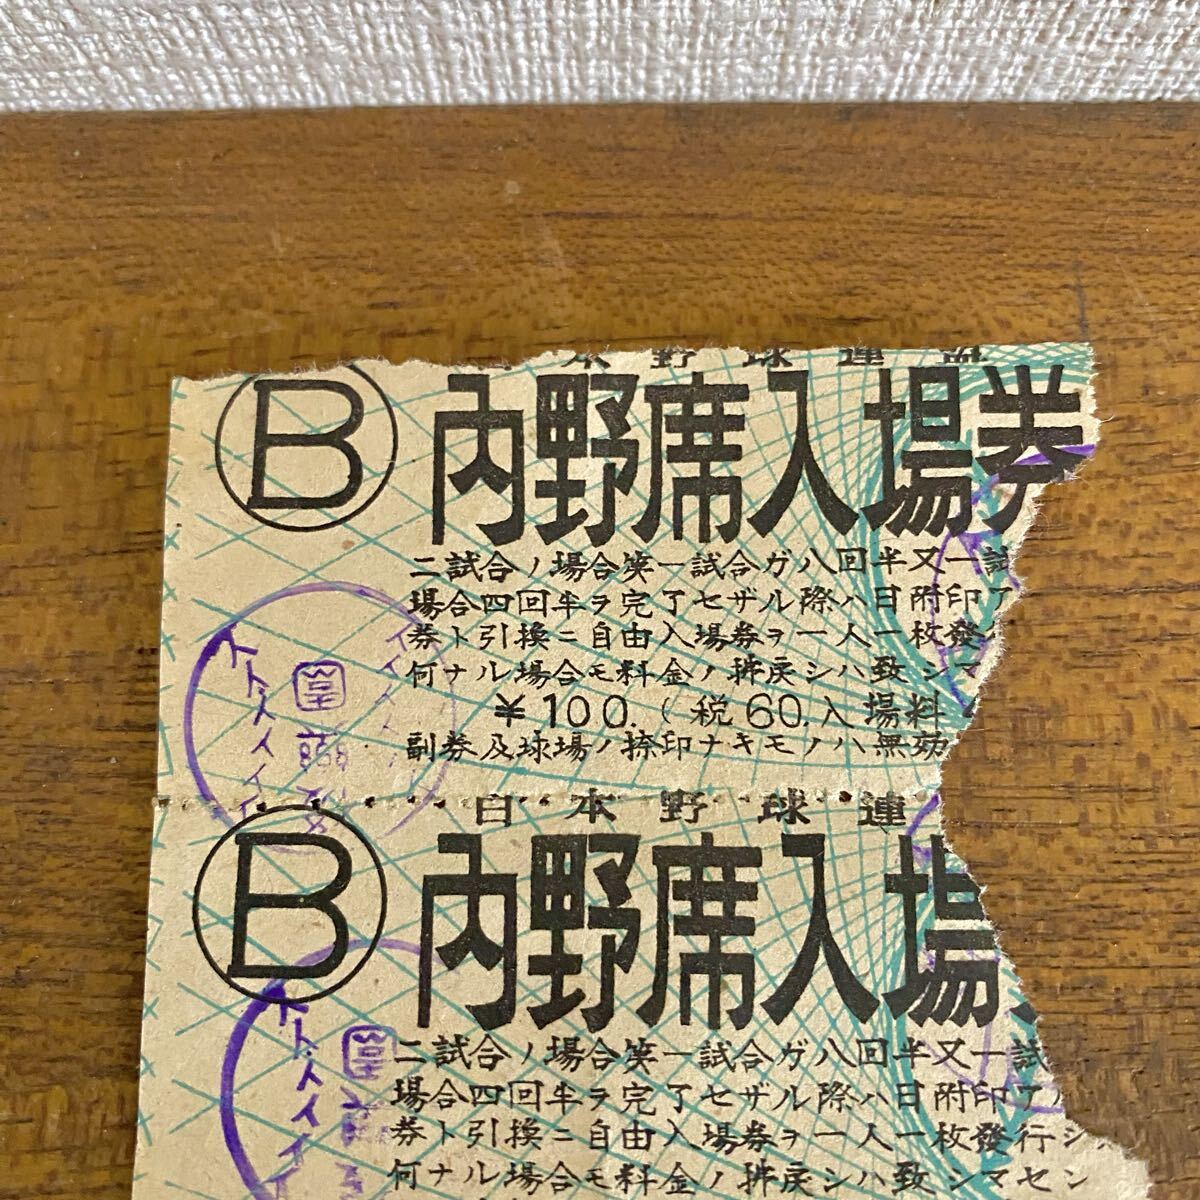 本野球連
B
内野席入場券
二試合ノ場合第一試合ガ八回半又一試
場合四回半ヲ完了セザル際ハ日附印ア
券ト引換ニ自由入場券ヲ一人一枚發
何ナル場合モ料金ノ拂戻シハ致シマ
¥100.(税60.入場料
副券及球場ノ捺印ナキモノハ無効
日本野球連
B
内野席入場
二試合ノ場合第一試合ガ八回半又一試
場合四回半ヲ完了セザル際ハ日附印ア
券ト引換ニ自由入場券ヲ一人一枚發行シ
何ナル場合モ料金ノ拂戻シハ致シマセン